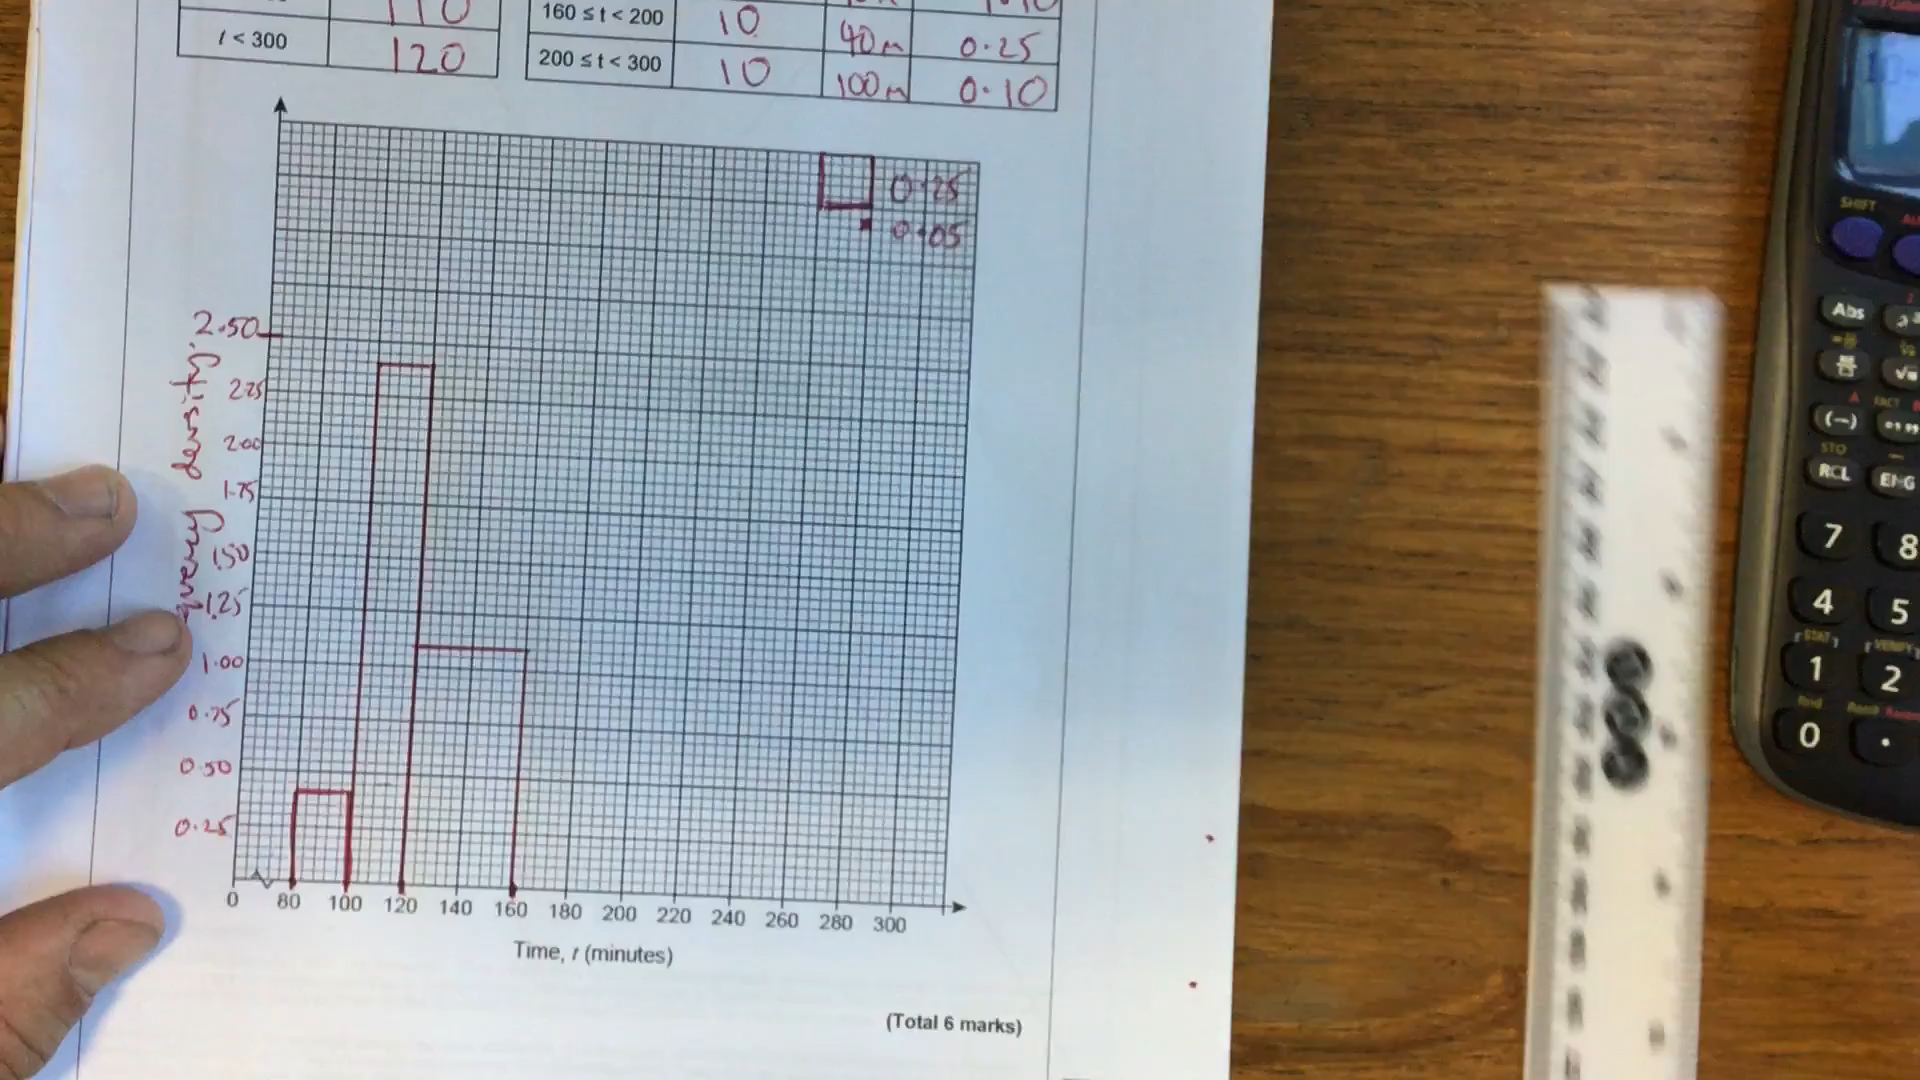 110
t < 300 120
160 ≤ t < 200 10 40m 0.25
200 ≤ t < 300 10 100m 0.10
0.25
0.05
2.50
2.25
2.00
1.75
1.50
1.25
1.00
0.75
0.50
0.25
density
0 80 100 120 140 160 180 200 220 240 260 280 300
Time, t (minutes)
(Total 6 marks)
SHIFT
Abs
(−)
STO
RCL ENG
7 8
4 5
1 2
0 .